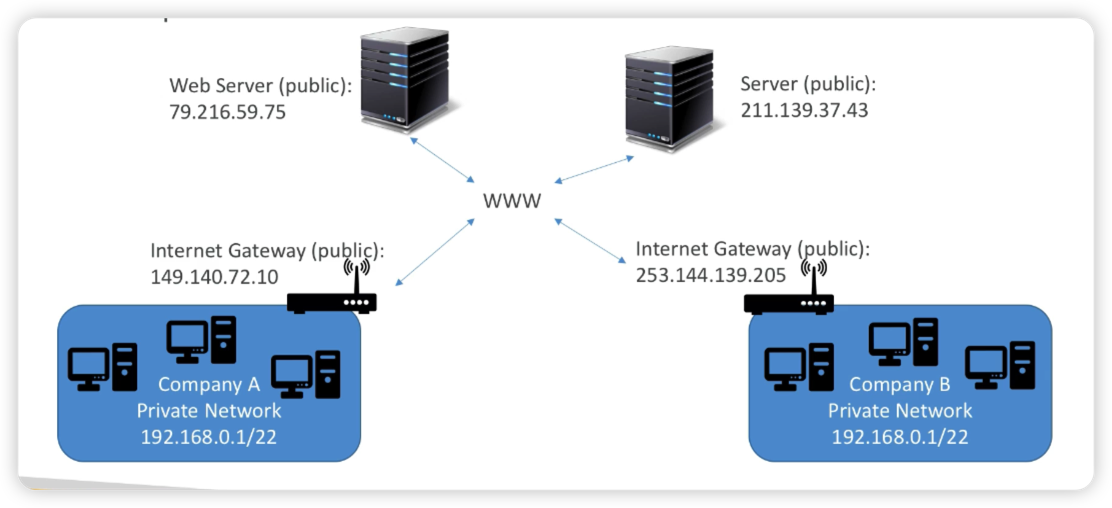 Web Server (public):
79.216.59.75
Server (public):
211.139.37.43
WWW
Internet Gateway (public):
149.140.72.10
Internet Gateway (public):
253.144.139.205
Company A
Private Network
192.168.0.1/22
Company B
Private Network
192.168.0.1/22